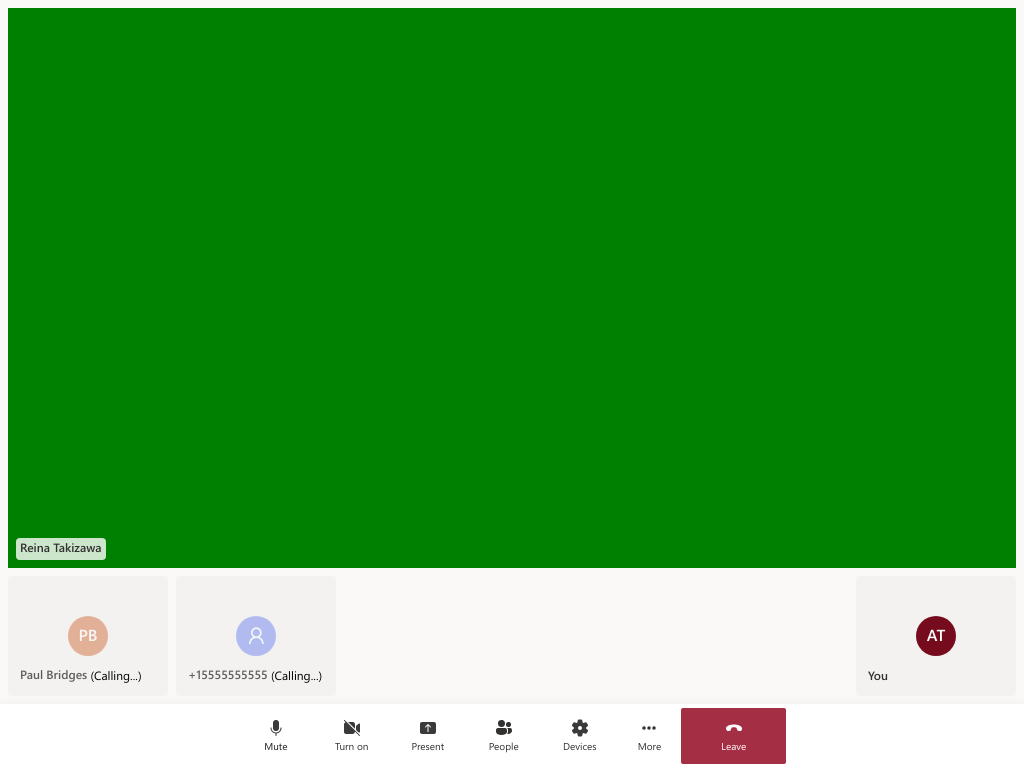 Reina Takizawa
PB
AT
Paul Bridges (Calling...)
+15555555555 (Calling...)
You
Mute
Turn on
Present
People
Devices
More
Leave